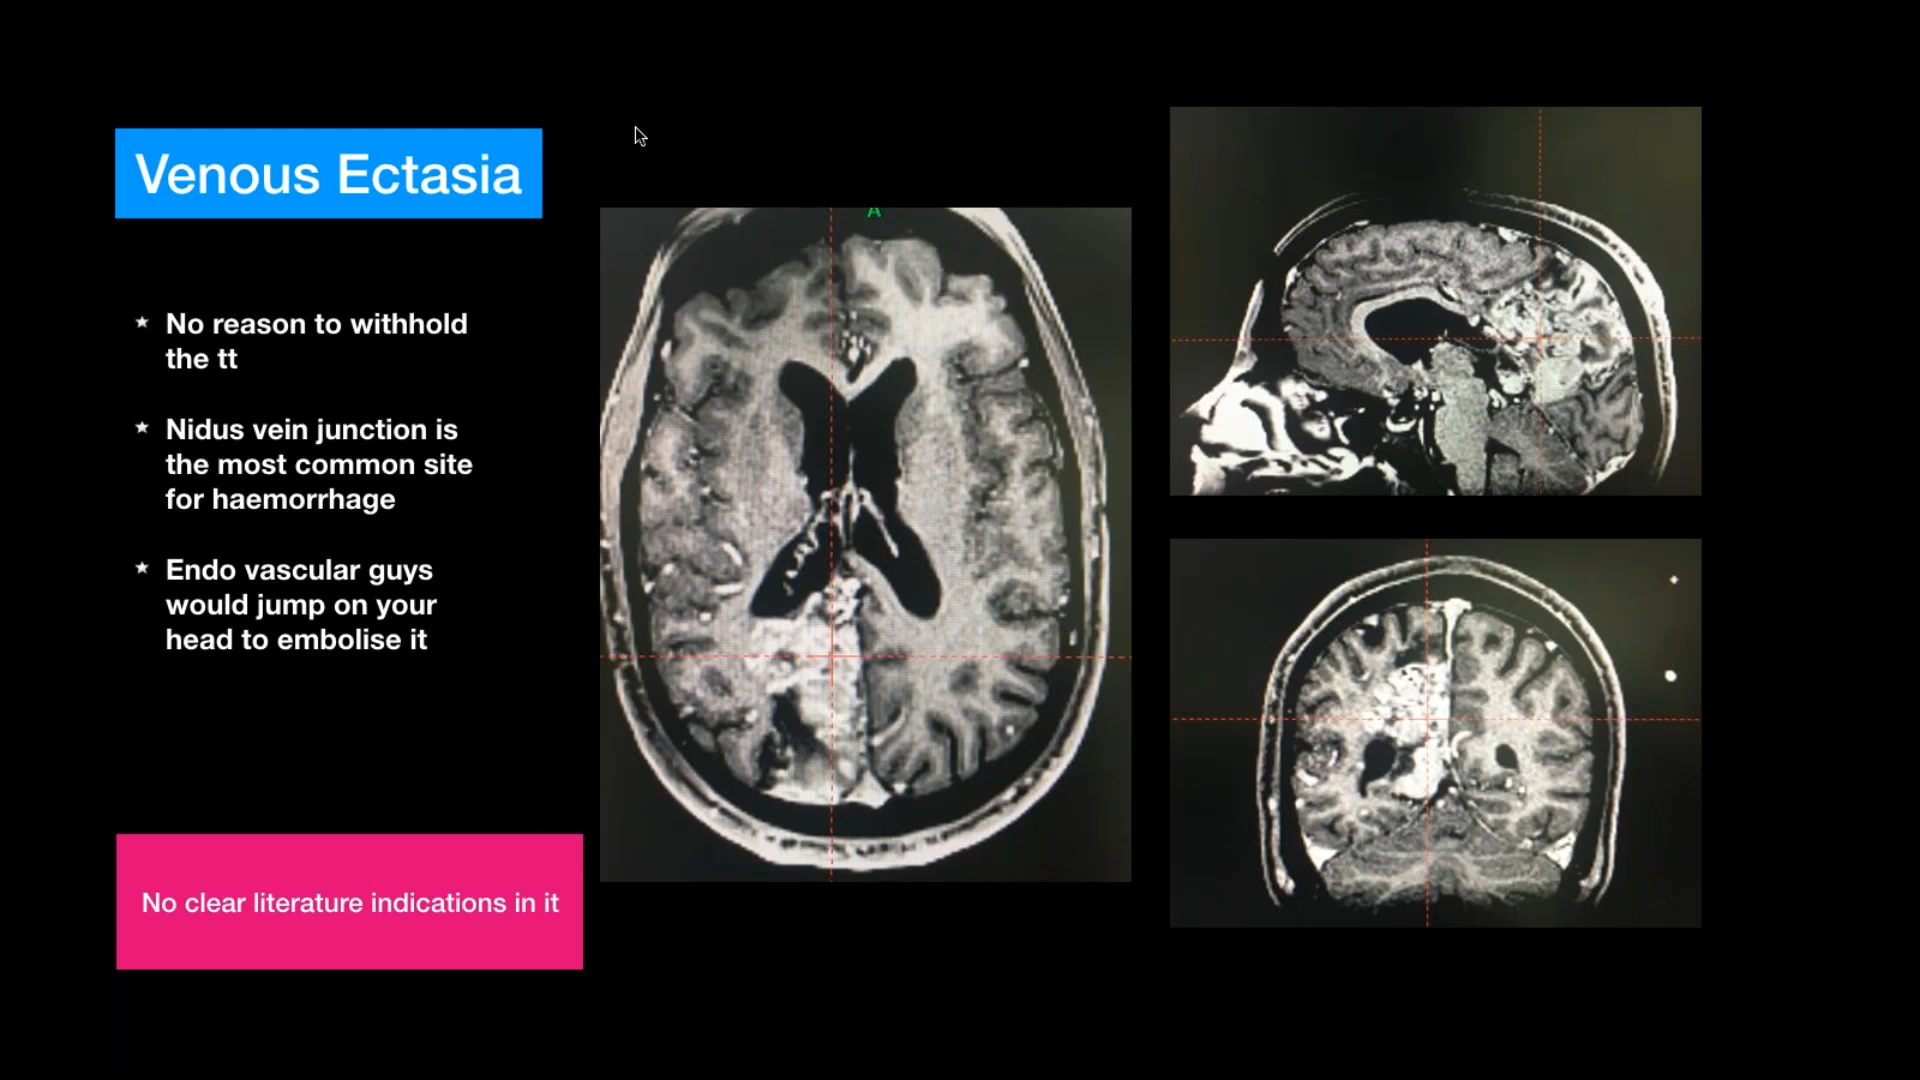 Venous Ectasia
No reason to withhold
the tt
Nidus vein junction is
the most common site
for haemorrhage
Endo vascular guys
would jump on your
head to embolise it
No clear literature indications in it
A